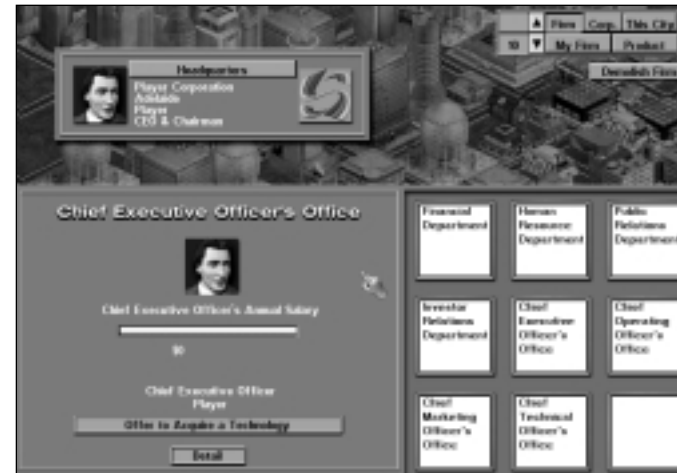 Firm Corp. This City
10 My Firm Product
Demolish Firm
Headquarters
Player Corporation
Adelaide
Player
CEO & Chairman
Chief Executive Officer's Office
Chief Executive Officer's Annual Salary
$0
Chief Executive Officer
Player
Offer to Acquire a Technology
Detail
Financial
Department
Human
Resource
Department
Public
Relations
Department
Investor
Relations
Department
Chief
Executive
Officer's
Office
Chief
Operating
Officer's
Office
Chief
Marketing
Officer's
Office
Chief
Technical
Officer's
Office